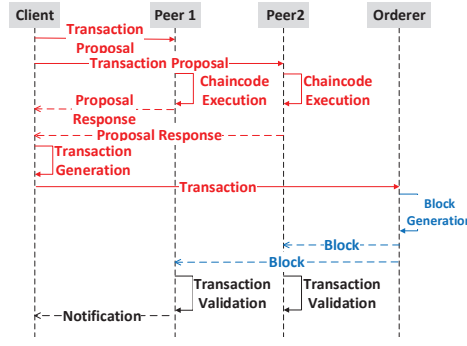 Client Peer 1 Peer2 Orderer
Transaction
Proposal
Transaction Proposal
Chaincode
Execution
Chaincode
Execution
Proposal
Response
Proposal Response
Transaction
Generation
Transaction
Block
Generation
Block
Block
Transaction
Validation
Transaction
Validation
Notification